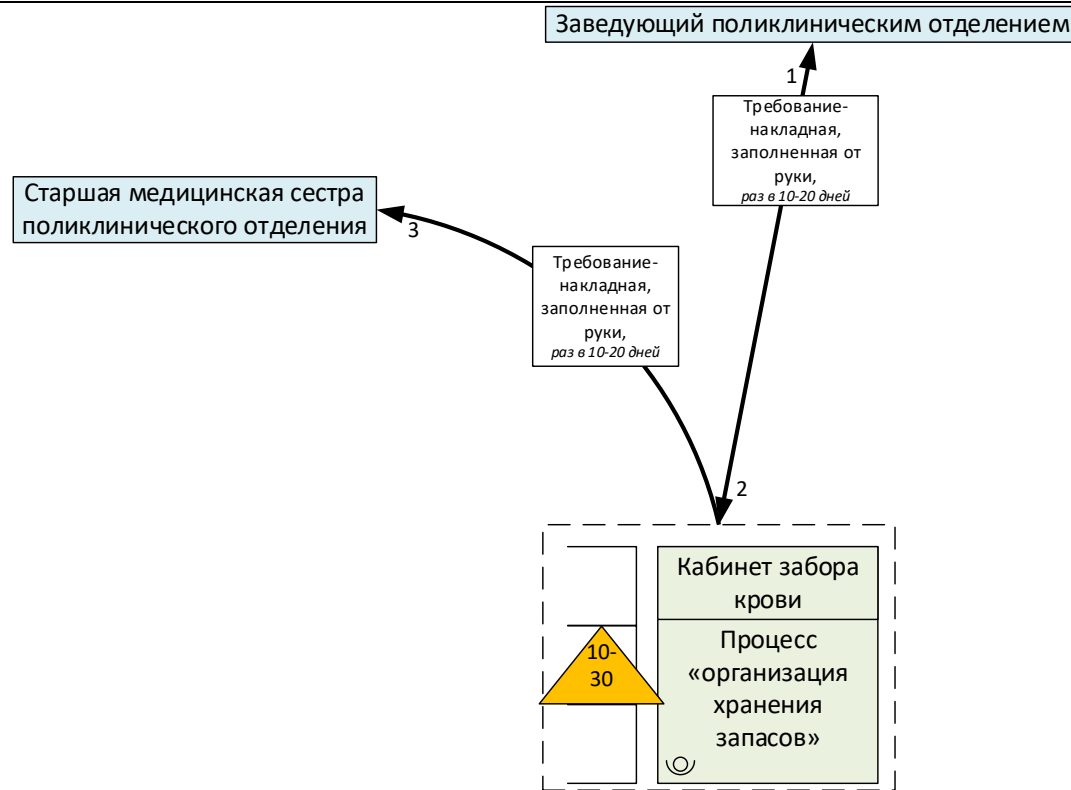 Заведующий поликлиническим отделением
1
Требование-
накладная,
заполненная от
руки,
раз в 10-20 дней
Старшая медицинская сестра
поликлинического отделения
3
Требование-
накладная,
заполненная от
руки,
раз в 10-20 дней
2
Кабинет забора
крови
10-
30
Процесс
«организация
хранения
запасов»